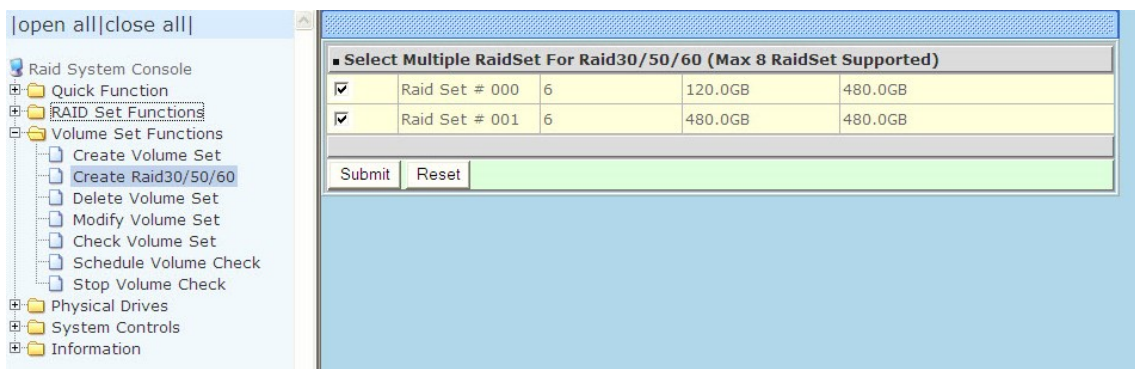 |open all|close all|
Raid System Console
Quick Function
RAID Set Functions
Volume Set Functions
Create Volume Set
Create Raid30/50/60
Delete Volume Set
Modify Volume Set
Check Volume Set
Schedule Volume Check
Stop Volume Check
Physical Drives
System Controls
Information
▪ Select Multiple RaidSet For Raid30/50/60 (Max 8 RaidSet Supported)
Raid Set # 000 6 120.0GB 480.0GB
Raid Set # 001 6 480.0GB 480.0GB
Submit Reset